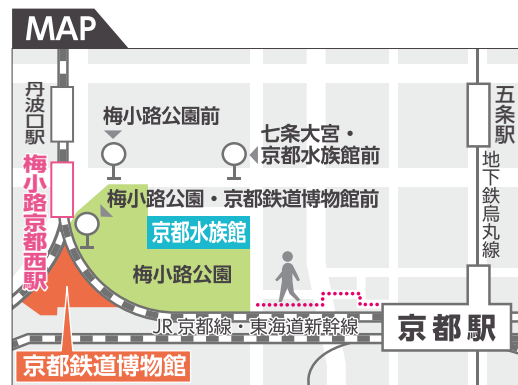 MAP
丹波口駅
梅小路公園前
七条大宮・
京都水族館前
五条駅
地下鉄烏丸線
梅小路京都西駅
梅小路公園・京都鉄道博物館前
京都水族館
梅小路公園
JR京都線・東海道新幹線
京都駅
京都鉄道博物館